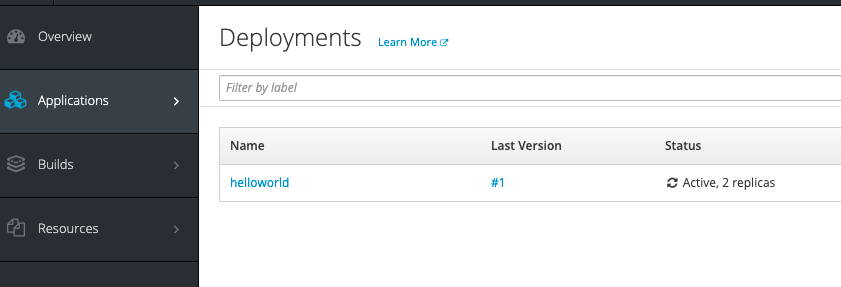 Overview
Applications
Builds
Resources
Deployments Learn More
Filter by label
Name Last Version Status
helloworld #1 Active, 2 replicas